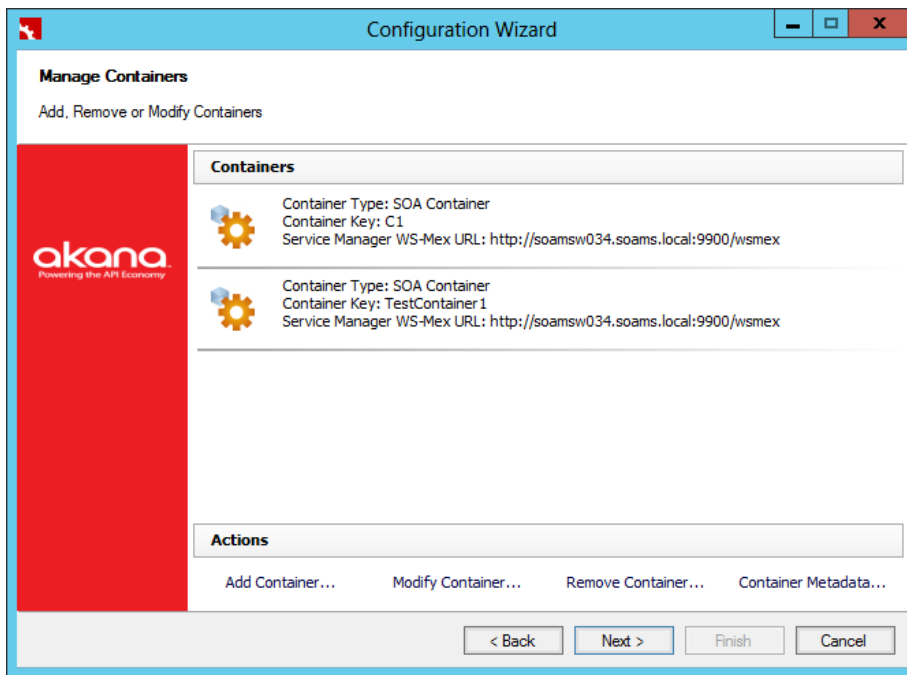 Configuration Wizard
Manage Containers
Add, Remove or Modify Containers
Containers
Container Type: SOA Container
Container Key: C1
Service Manager WS-Mex URL: http://soamsw034.soams.local:9900/wsmex
akana
Powering the API Economy
Container Type: SOA Container
Container Key: TestContainer1
Service Manager WS-Mex URL: http://soamsw034.soams.local:9900/wsmex
Actions
Add Container... Modify Container... Remove Container... Container Metadata...
< Back Next > Finish Cancel